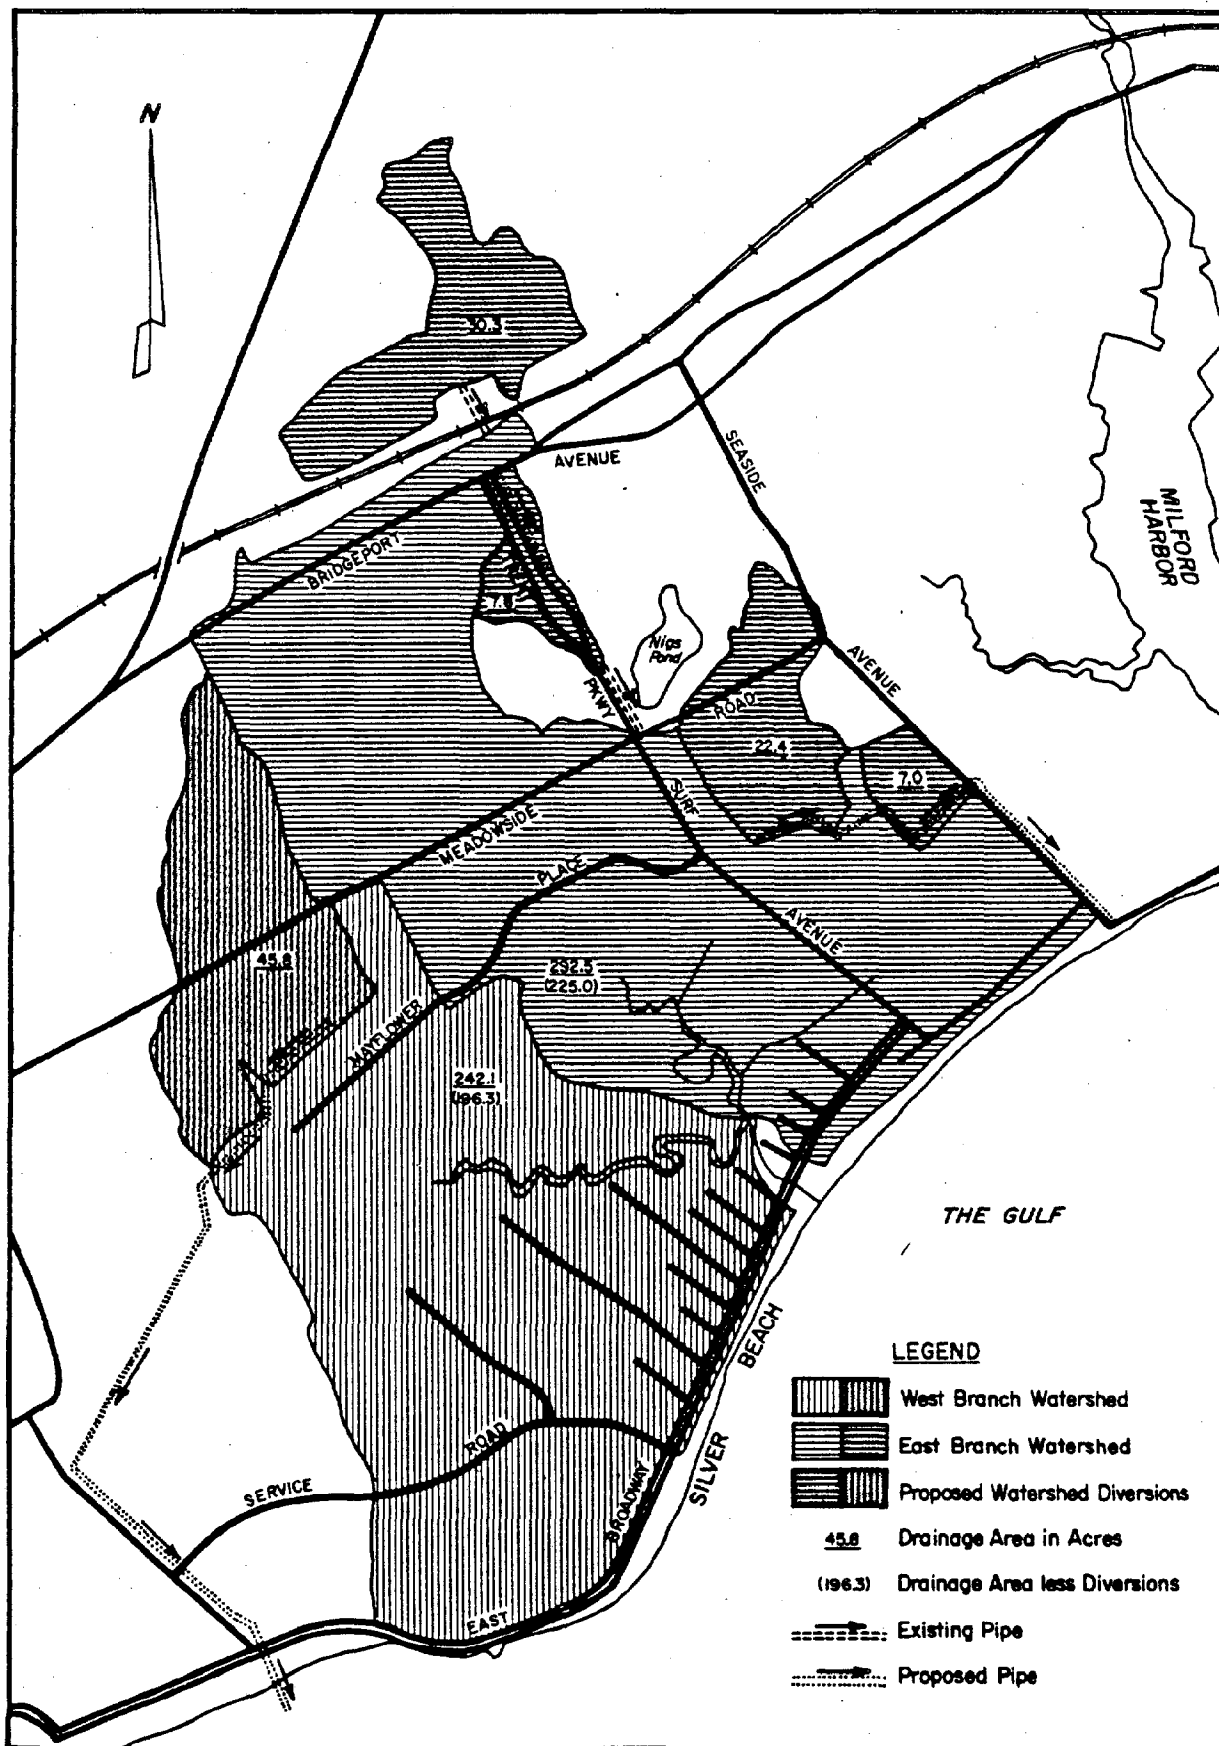 N
30.3
AVENUE
SEASIDE
MILFORD
HARBOR
BRIDGEPORT
Nigs
Pond
PKWY
AVENUE
ROAD
22.4
7.0
SURF
MEADOWSIDE
PLACE
AVENUE
45.8
292.5
(225.0)
MAYFLOWER
242.1
(196.3)
THE GULF
SILVER BEACH
ROAD
SERVICE
BROADWAY
EAST
LEGEND
West Branch Watershed
East Branch Watershed
Proposed Watershed Diversions
45.8 Drainage Area in Acres
(196.3) Drainage Area less Diversions
Existing Pipe
Proposed Pipe